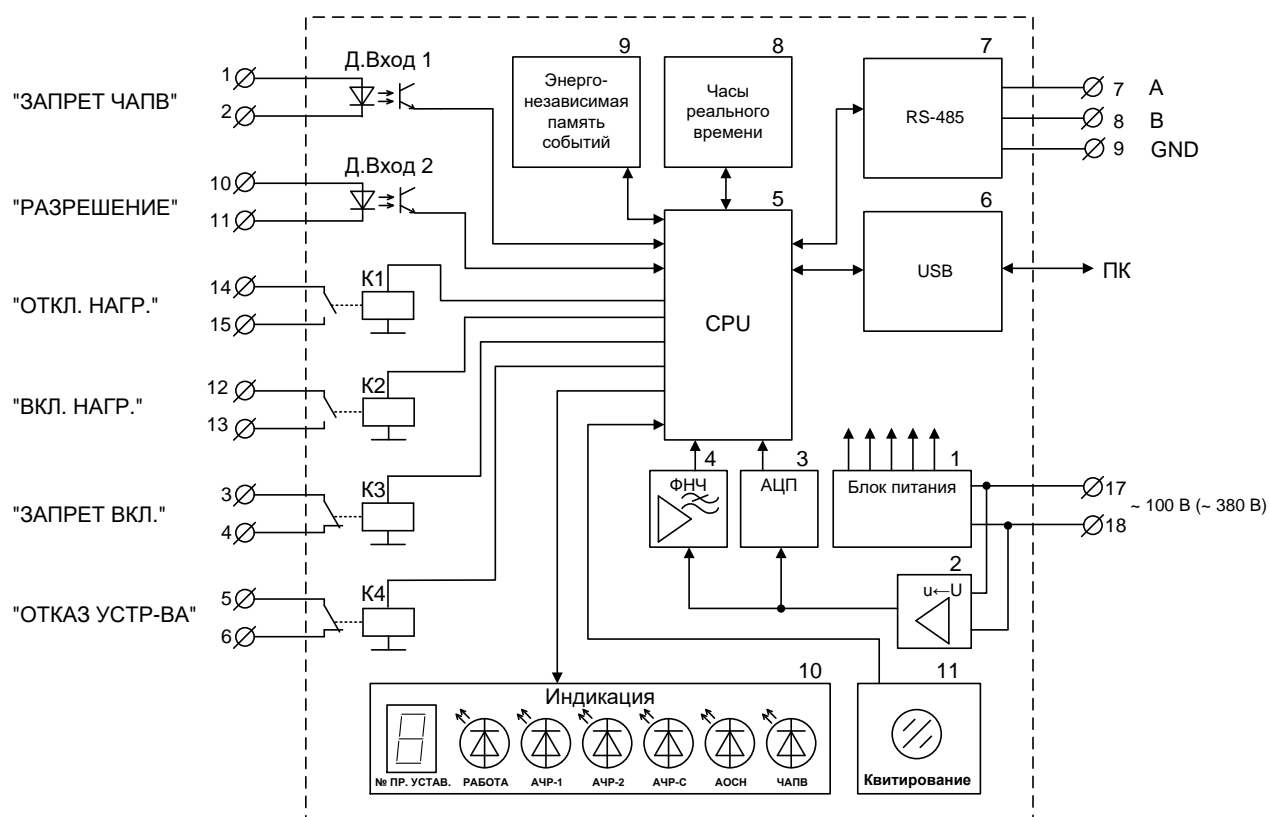 9
8
7
Д.Вход 1
1
2
"ЗАПРЕТ ЧАПВ"
Энерго-
независимая
память
событий
Часы
реального
времени
RS-485
7 A
8 B
9 GND
Д.Вход 2
10
11
"РАЗРЕШЕНИЕ"
5
6
CPU
USB
ПК
К1
14
15
"ОТКЛ. НАГР."
К2
12
13
"ВКЛ. НАГР."
К3
3
4
"ЗАПРЕТ ВКЛ."
4
ФНЧ
3
АЦП
1
Блок питания
17
18
~ 100 В (~ 380 В)
2
u←U
К4
5
6
"ОТКАЗ УСТР-ВА"
10
Индикация
№ ПР. УСТАВ.
РАБОТА
АЧР-1
АЧР-2
АЧР-С
АОСН
ЧАПВ
11
Квитирование